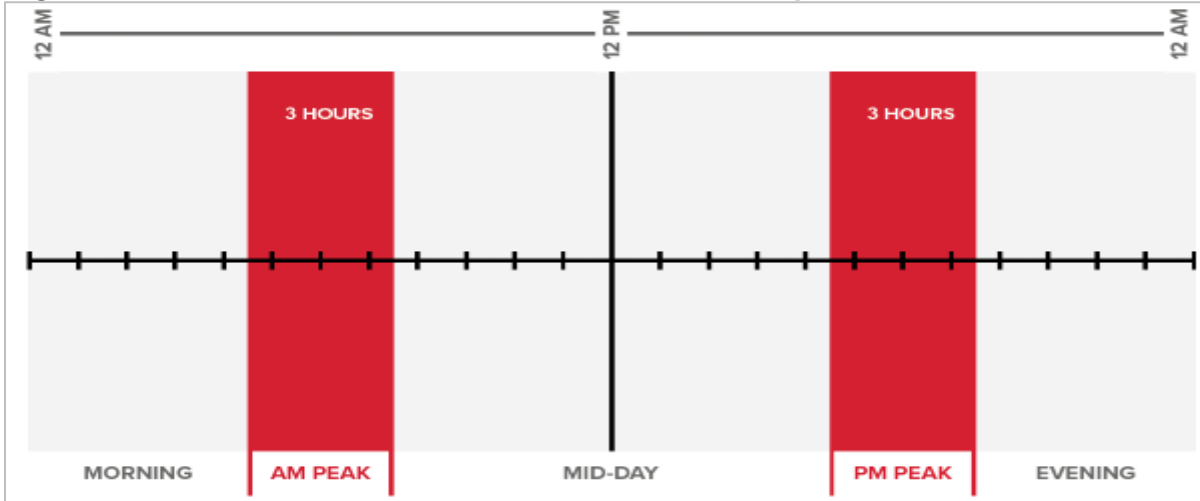 12 AM
12 PM
12 AM
3 HOURS
3 HOURS
MORNING
AM PEAK
MID-DAY
PM PEAK
EVENING